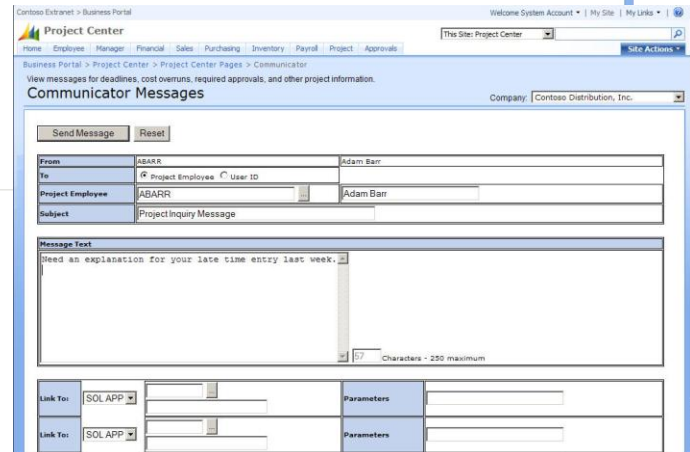 Contoso Extranet > Business Portal
Welcome System Account | My Site | My Links |
Project Center
This Site: Project Center
Home Employee Manager Financial Sales Purchasing Inventory Payroll Project Approvals
Site Actions
Business Portal > Project Center > Project Center Pages > Communicator
View messages for deadlines, cost overruns, required approvals, and other project information.
Communicator Messages
Company: Contoso Distribution, Inc.
Send Message Reset
From ABARR Adam Barr
To Project Employee User ID
Project Employee ABARR ... Adam Barr
Subject Project Inquiry Message
Message Text
Need an explanation for your late time entry last week.
57 Characters - 250 maximum
Link To: SOL APP ... Parameters
Link To: SOL APP ... Parameters